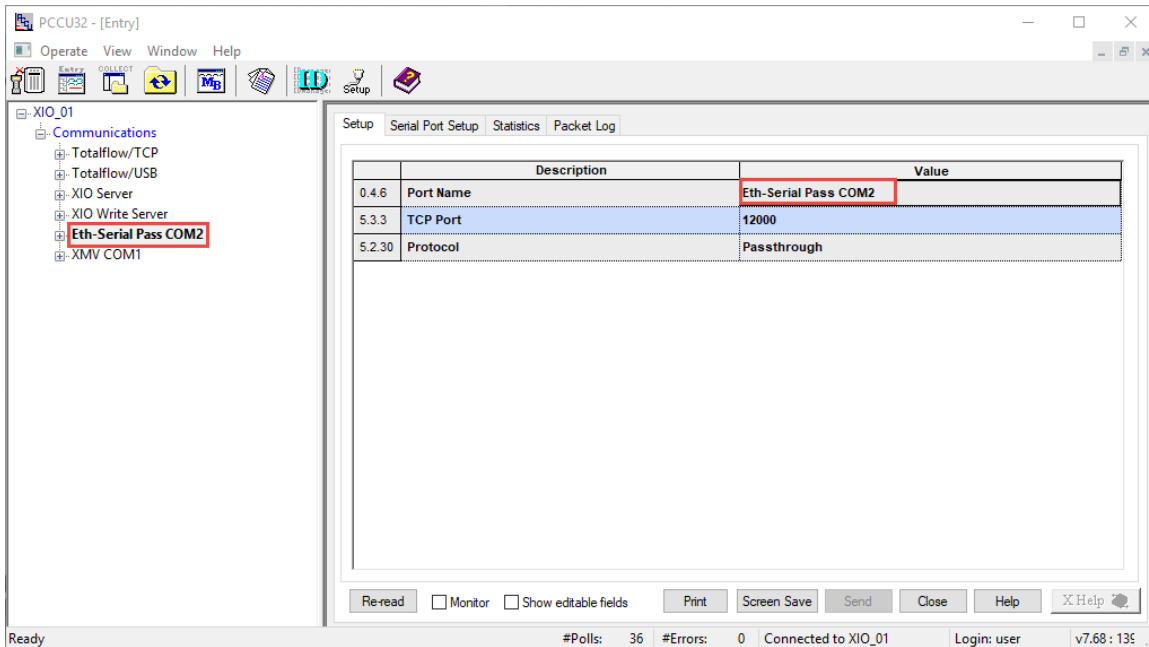 PCCU32 - [Entry]
Operate View Window Help
Entry COLLECT MB ID Manager Setup
XIO_01
Communications
Totalflow/TCP
Totalflow/USB
XIO Server
XIO Write Server
Eth-Serial Pass COM2
XMV COM1
Setup Serial Port Setup Statistics Packet Log
Description Value
0.4.6 Port Name Eth-Serial Pass COM2
5.3.3 TCP Port 12000
5.2.30 Protocol Passthrough
Re-read Monitor Show editable fields Print Screen Save Send Close Help X Help
Ready #Polls: 36 #Errors: 0 Connected to XIO_01 Login: user v7.68 : 139